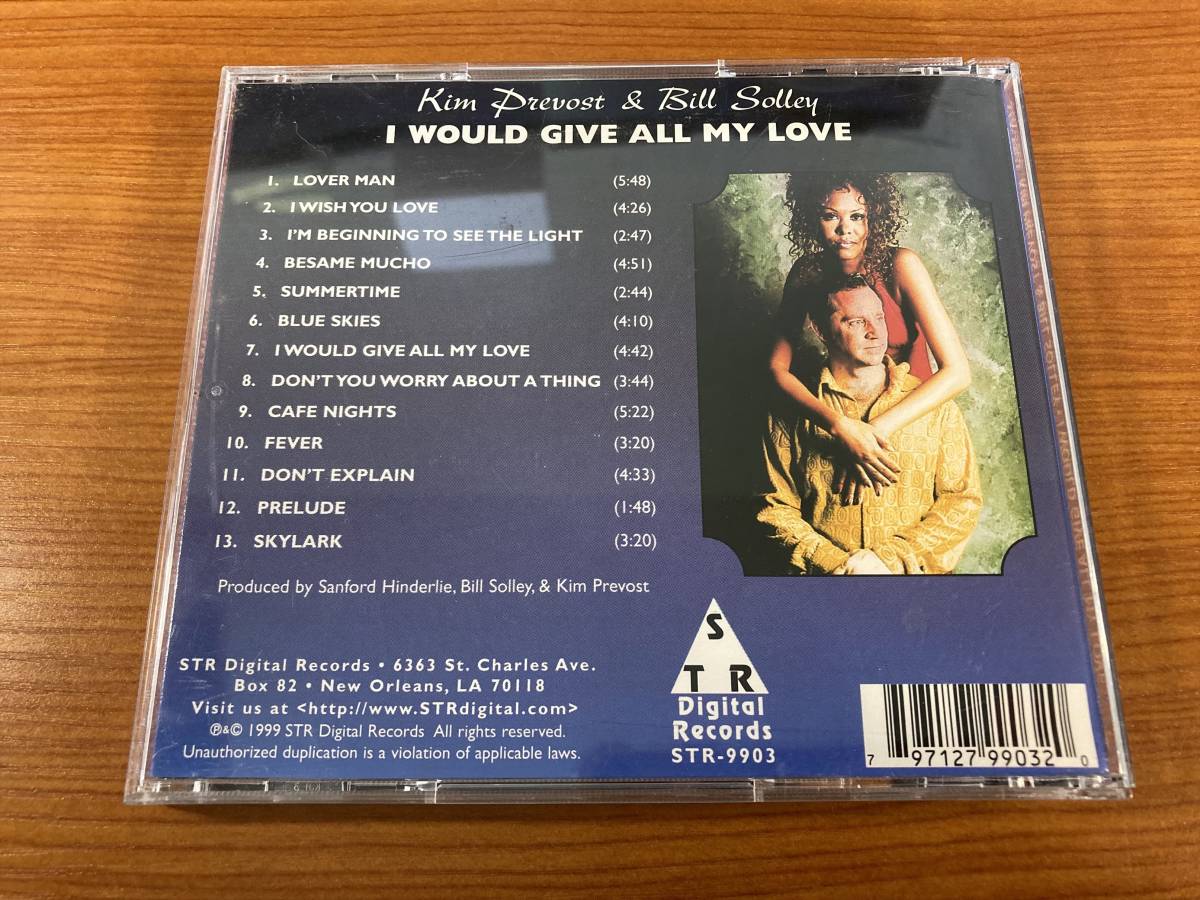 Kim Prevost & Bill Solley
I WOULD GIVE ALL MY LOVE
1. LOVER MAN (5:48)
2. I WISH YOU LOVE (4:26)
3. I'M BEGINNING TO SEE THE LIGHT (2:47)
4. BESAME MUCHO (4:51)
5. SUMMERTIME (2:44)
6. BLUE SKIES (4:10)
7. I WOULD GIVE ALL MY LOVE (4:42)
8. DON'T YOU WORRY ABOUT A THING (3:44)
9. CAFE NIGHTS (5:22)
10. FEVER (3:20)
11. DON'T EXPLAIN (4:33)
12. PRELUDE (1:48)
13. SKYLARK (3:20)
Produced by Sanford Hinderlie, Bill Solley, & Kim Prevost
STR Digital Records • 6363 St. Charles Ave.
Box 82 • New Orleans, LA 70118
Visit us at <http://www.STRdigital.com>
℗&© 1999 STR Digital Records All rights reserved.
Unauthorized duplication is a violation of applicable laws.
S
T R
Digital
Records
STR-9903
7 97127 99032 0